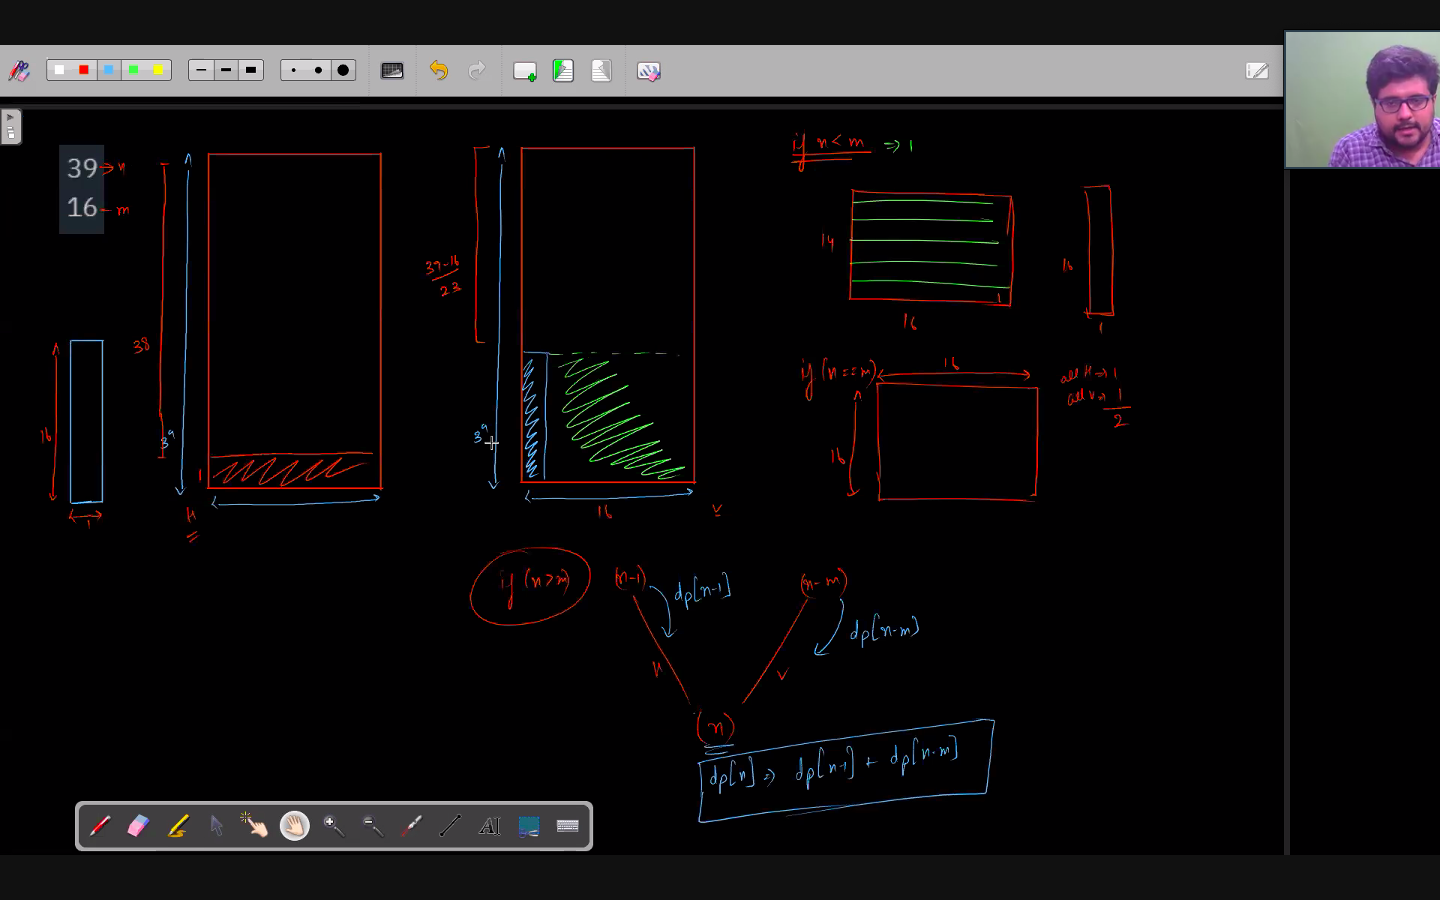 39 → n
16 - m
38
16
1
39
1
H
39-16
23
39
16
V
if n < m ⇒ 1
14
16
1
16
1
if (n == m)
16
16
all H ⇒ 1
all V ⇒ 1
2
if (n > m)
(n-1)
dp[n-1]
(n-m)
dp[n-m]
H
V
(n)
dp[n] ⇒ dp[n-1] + dp[n-m]
A